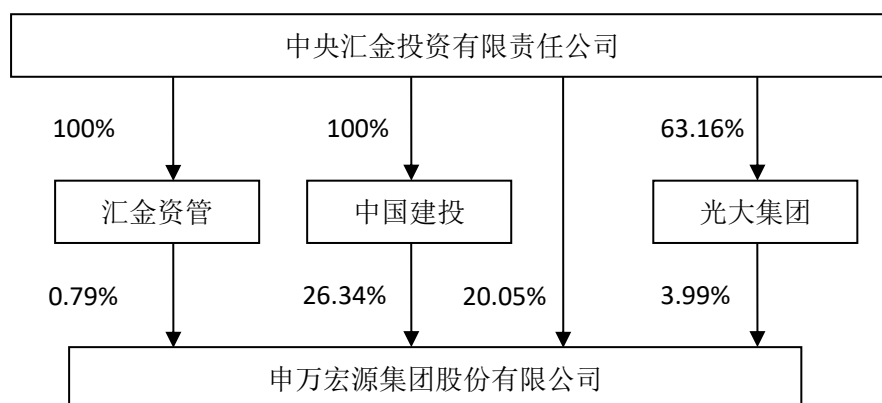 中央汇金投资有限责任公司
100%
100%
63.16%
汇金资管
中国建投
光大集团
0.79%
26.34%
20.05%
3.99%
申万宏源集团股份有限公司